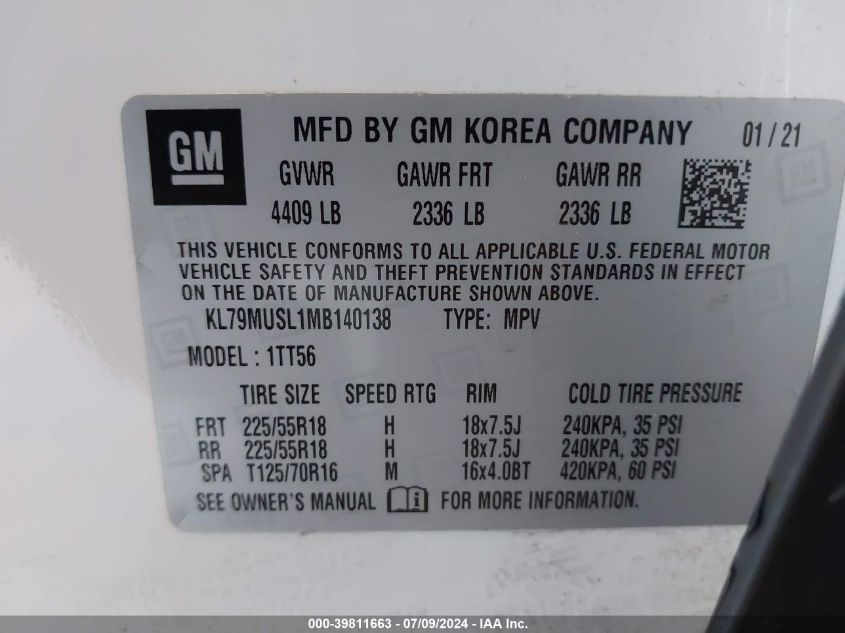 GM
MFD BY GM KOREA COMPANY 01/21
GVWR GAWR FRT GAWR RR
4409 LB 2336 LB 2336 LB
THIS VEHICLE CONFORMS TO ALL APPLICABLE U.S. FEDERAL MOTOR
VEHICLE SAFETY AND THEFT PREVENTION STANDARDS IN EFFECT
ON THE DATE OF MANUFACTURE SHOWN ABOVE.
KL79MUSL1MB140138 TYPE: MPV
MODEL: 1TT56
TIRE SIZE SPEED RTG RIM COLD TIRE PRESSURE
FRT 225/55R18 H 18x7.5J 240KPA, 35 PSI
RR 225/55R18 H 18x7.5J 240KPA, 35 PSI
SPA T125/70R16 M 16x4.0BT 420KPA, 60 PSI
SEE OWNER'S MANUAL i FOR MORE INFORMATION.
000-39811663 - 07/09/2024 - IAA Inc.